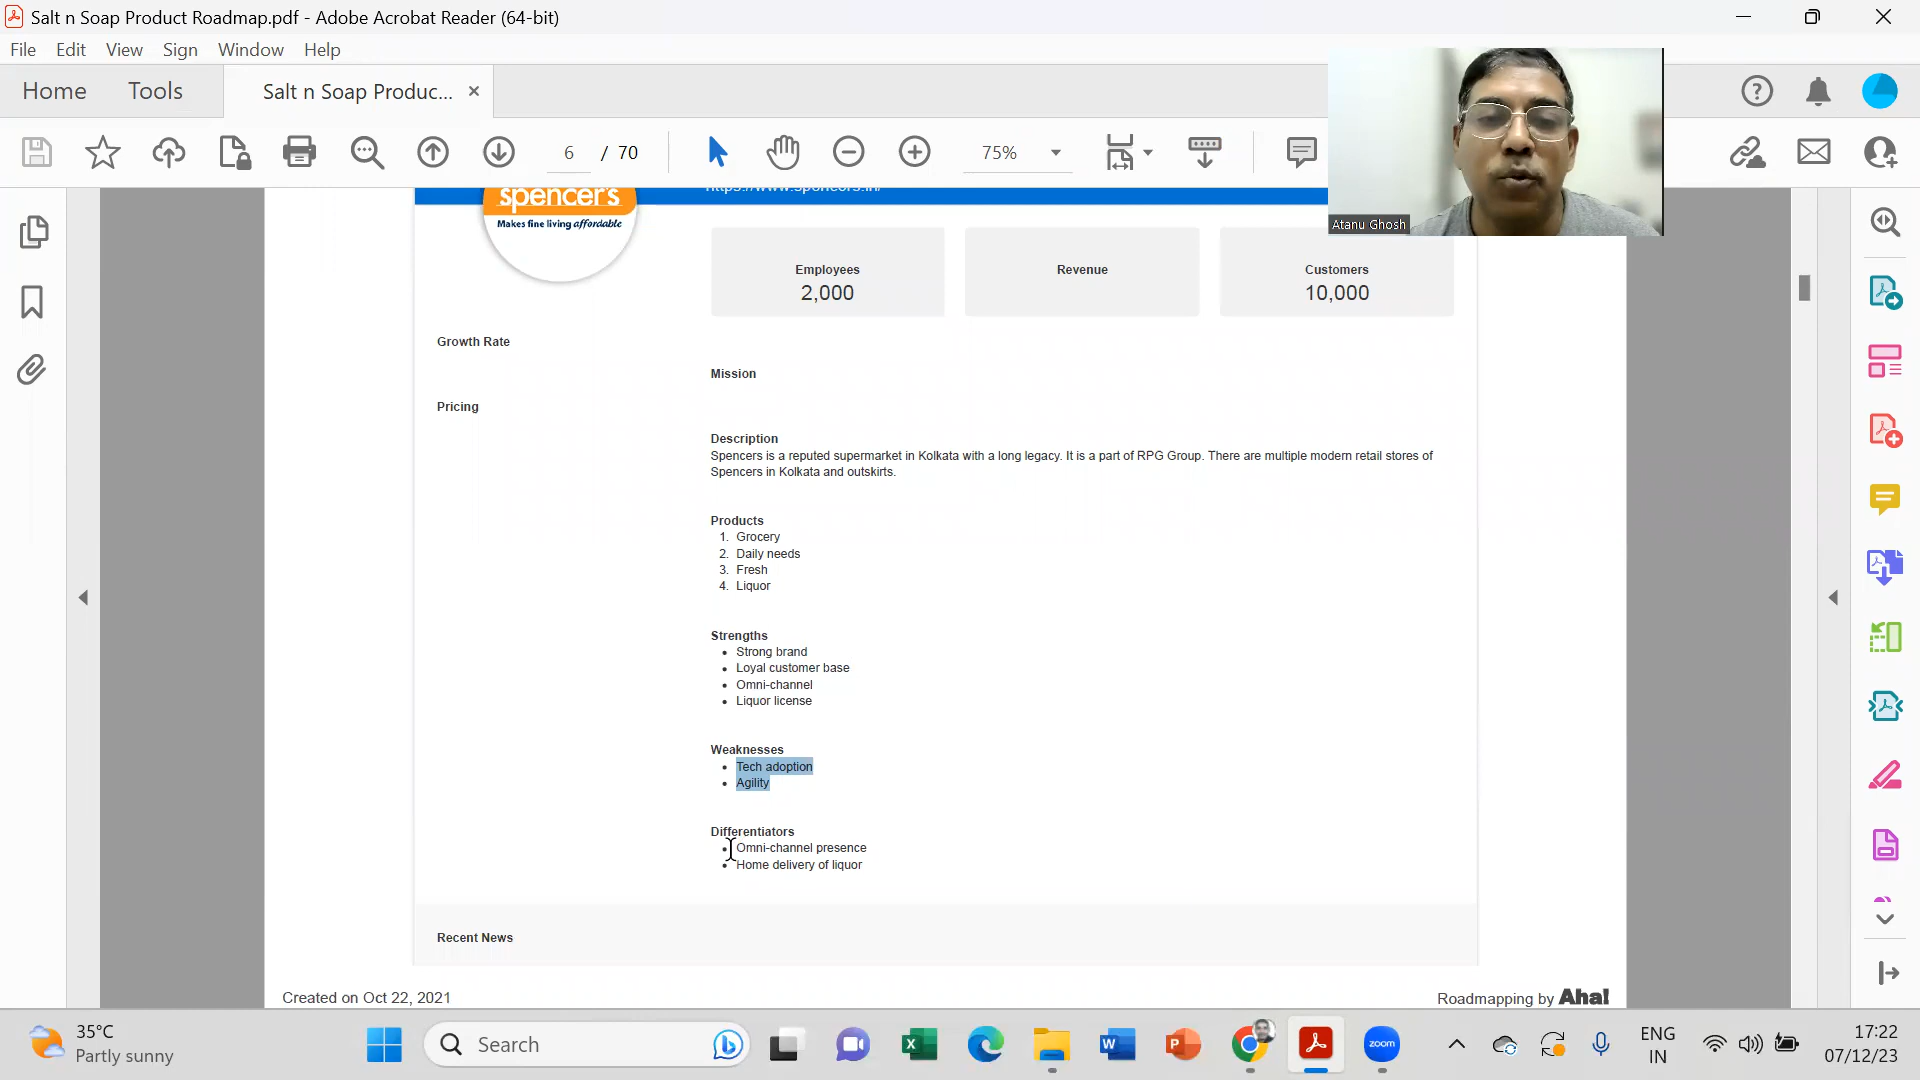 Salt n Soap Product Roadmap.pdf - Adobe Acrobat Reader (64-bit)
File Edit View Sign Window Help
Home Tools Salt n Soap Produc...
6 / 70 75%
spencer's
Makes fine living affordable
Atanu Ghosh
Employees
2,000
Revenue
Customers
10,000
Growth Rate
Mission
Pricing
Description
Spencers is a reputed supermarket in Kolkata with a long legacy. It is a part of RPG Group. There are multiple modern retail stores of
Spencers in Kolkata and outskirts.
Products
1. Grocery
2. Daily needs
3. Fresh
4. Liquor
Strengths
• Strong brand
• Loyal customer base
• Omni-channel
• Liquor license
Weaknesses
• Tech adoption
• Agility
Differentiators
• Omni-channel presence
• Home delivery of liquor
Recent News
Created on Oct 22, 2021
Roadmapping by Aha!
35°C
Partly sunny
Search
zoom
ENG
IN
17:22
07/12/23